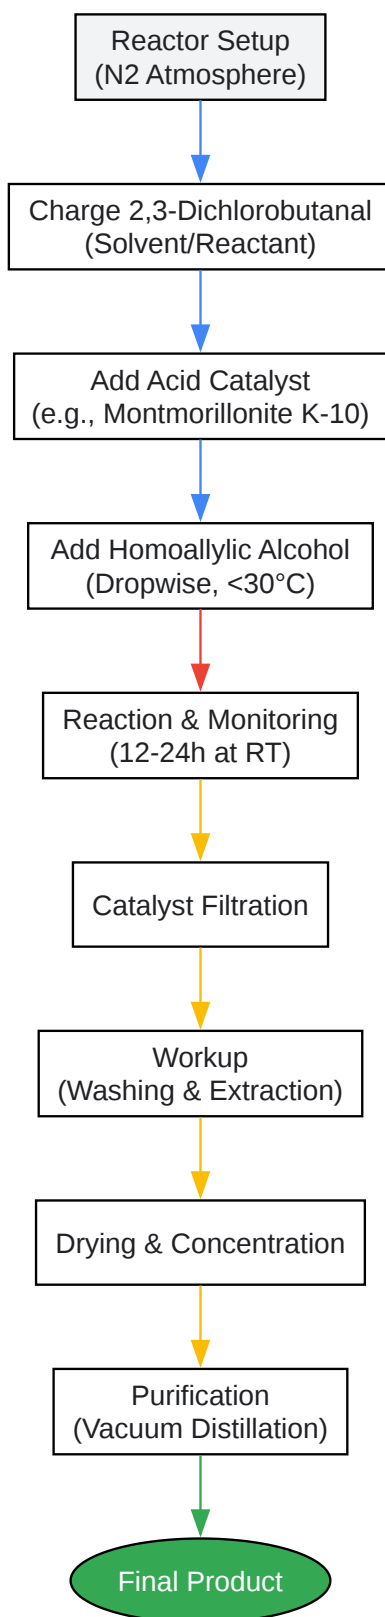 Reactor Setup
(N2 Atmosphere)
Charge 2,3-Dichlorobutanal
(Solvent/Reactant)
Add Acid Catalyst
(e.g., Montmorillonite K-10)
Add Homoallylic Alcohol
(Dropwise, <30°C)
Reaction & Monitoring
(12-24h at RT)
Catalyst Filtration
Workup
(Washing & Extraction)
Drying & Concentration
Purification
(Vacuum Distillation)
Final Product